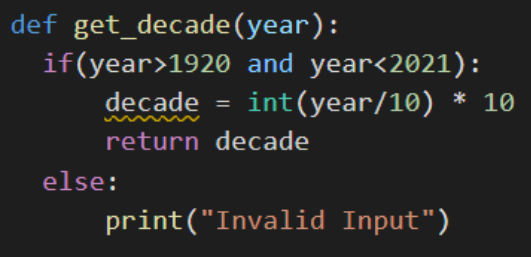 def get_decade(year):
if(year>1920 and year<2021):
decade = int(year/10) * 10
return decade
else:
print("Invalid Input")